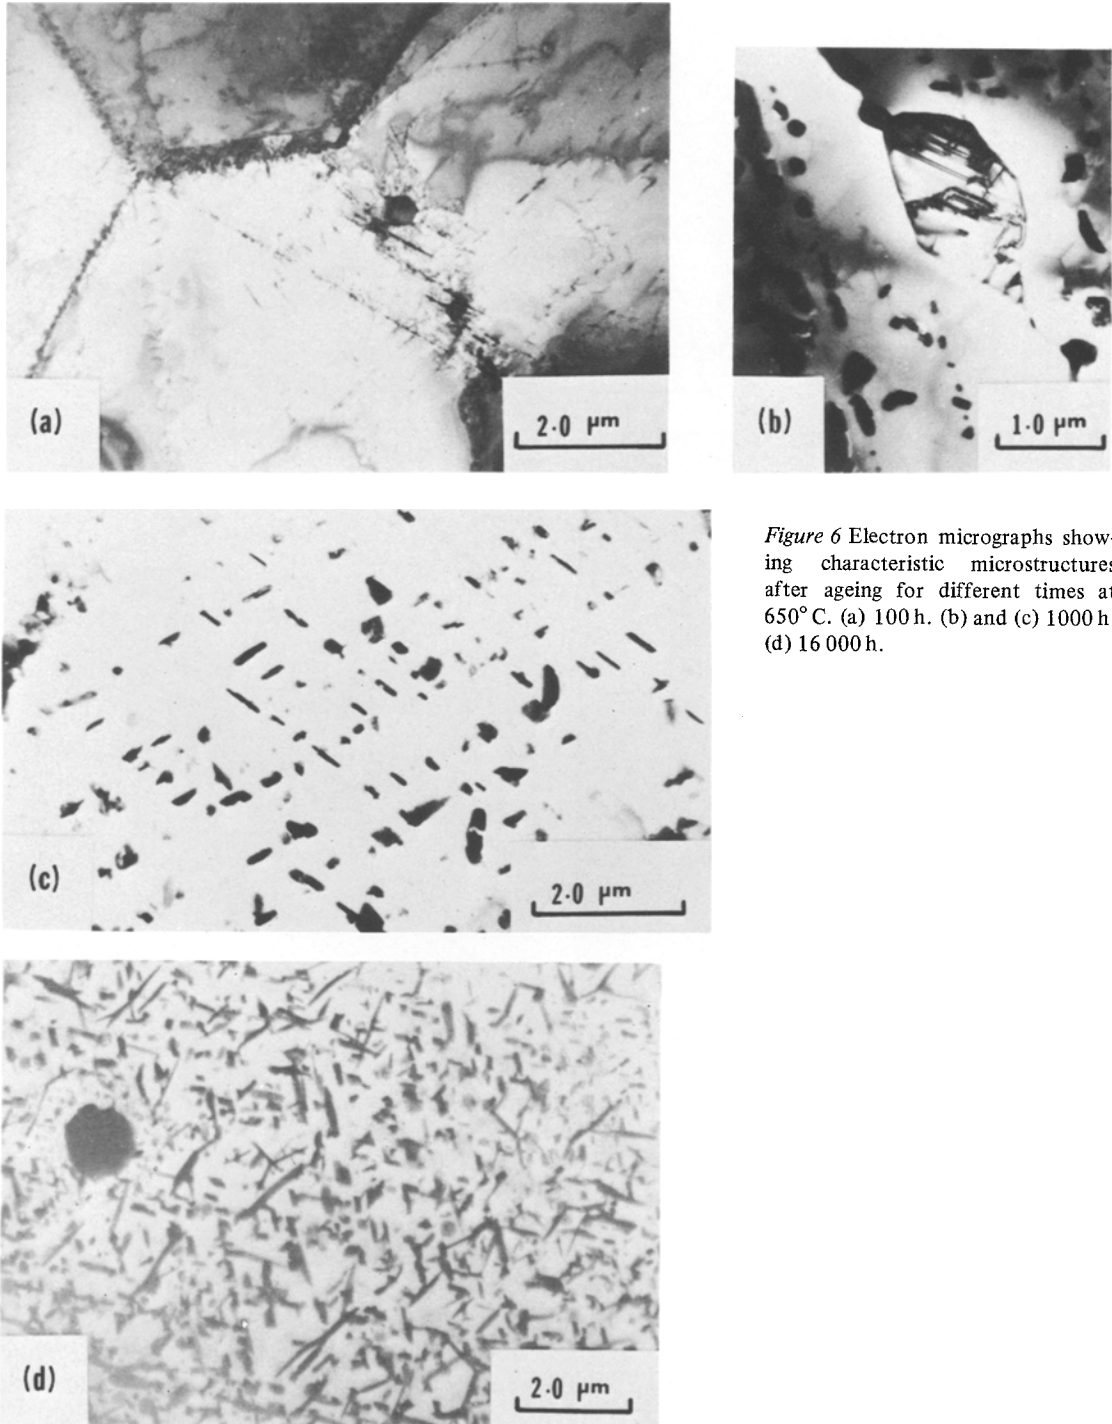 (a)
2·0 μm
(b)
1·0 μm
Figure 6 Electron micrographs show-
ing characteristic microstructures
after ageing for different times at
650° C. (a) 100 h. (b) and (c) 1000 h
(d) 16 000 h.
(c)
2·0 μm
(d)
2·0 μm